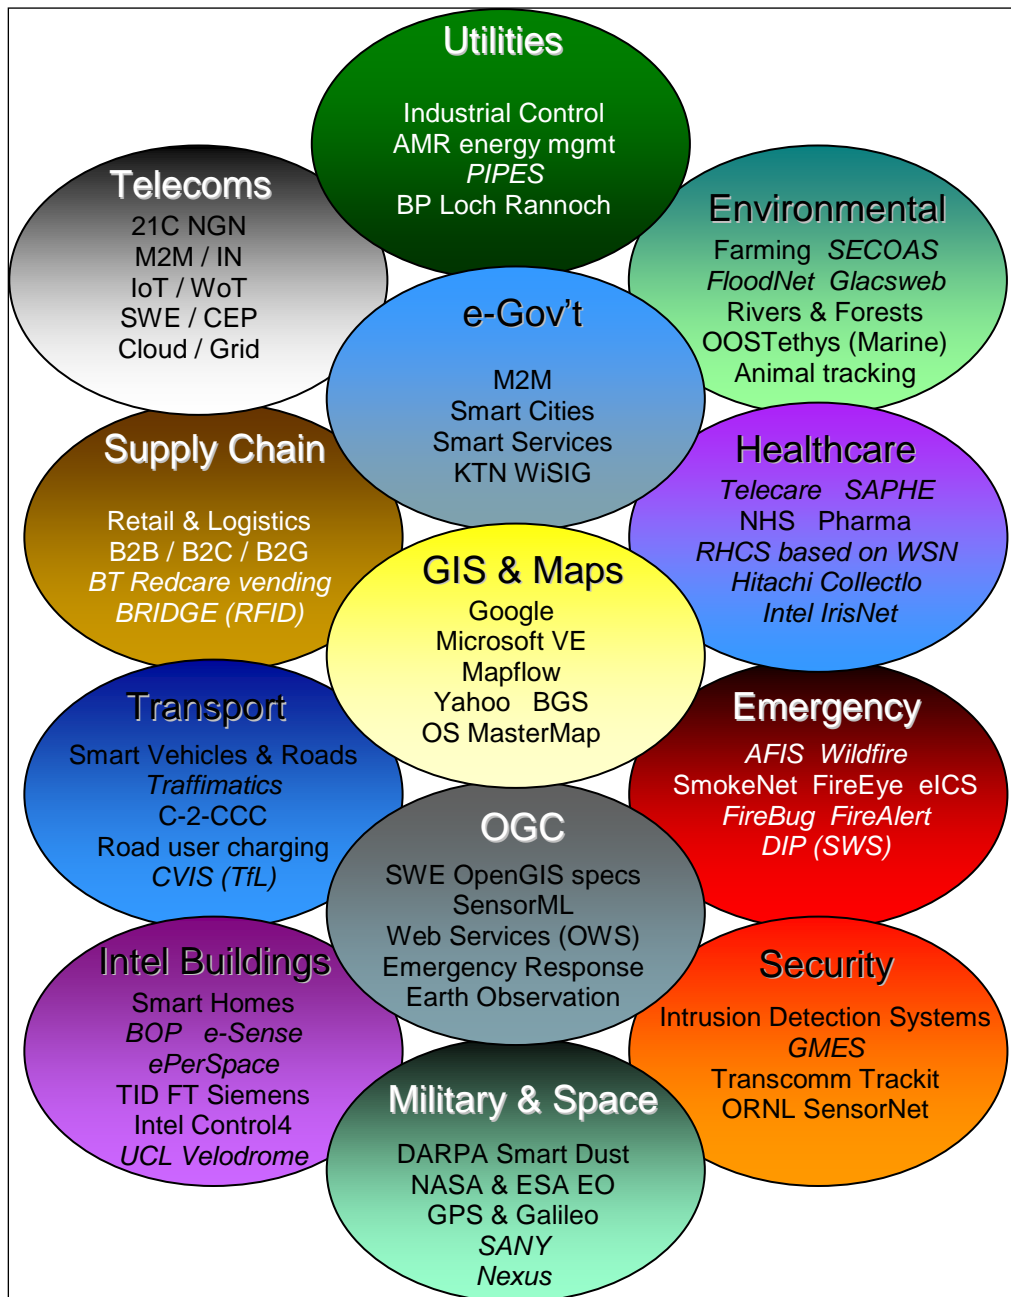 Utilities
Industrial Control
AMR energy mgmt
PIPES
BP Loch Rannoch
Telecoms
21C NGN
M2M / IN
IoT / WoT
SWE / CEP
Cloud / Grid
Environmental
Farming SECOAS
FloodNet Glacsweb
Rivers & Forests
OOSTethys (Marine)
Animal tracking
e-Gov't
M2M
Smart Cities
Smart Services
KTN WiSIG
Supply Chain
Retail & Logistics
B2B / B2C / B2G
BT Redcare vending
BRIDGE (RFID)
Healthcare
Telecare SAPHE
NHS Pharma
RHCS based on WSN
Hitachi CollectIo
Intel IrisNet
GIS & Maps
Google
Microsoft VE
Mapflow
Yahoo BGS
OS MasterMap
Transport
Smart Vehicles & Roads
Traffimatics
C-2-CCC
Road user charging
CVIS (TfL)
Emergency
AFIS Wildfire
SmokeNet FireEye eICS
FireBug FireAlert
DIP (SWS)
OGC
SWE OpenGIS specs
SensorML
Web Services (OWS)
Emergency Response
Earth Observation
Intel Buildings
Smart Homes
BOP e-Sense
ePerSpace
TID FT Siemens
Intel Control4
UCL Velodrome
Security
Intrusion Detection Systems
GMES
Transcomm Trackit
ORNL SensorNet
Military & Space
DARPA Smart Dust
NASA & ESA EO
GPS & Galileo
SANY
Nexus